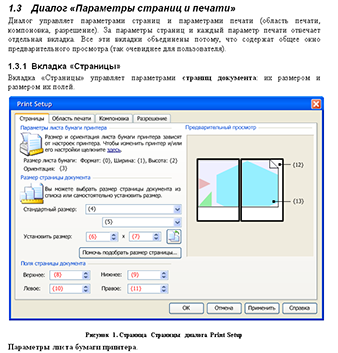 1.3 Диалог «Параметры страниц и печати»
Диалог управляет параметрами страниц и параметрами печати (область печати,
компоновка, разрешение). За параметры страниц и каждый параметр печати отвечает
отдельная вкладка. Все эти вкладки объединены потому, что содержат общее окно
предварительного просмотра (так очевиднее для пользователя).
1.3.1 Вкладка «Страницы»
Вкладка «Страницы» управляет параметрами страниц документа: их размером и
размером их полей.
Print Setup
Страницы Область печати Компоновка Разрешение
Параметры листа бумаги принтера
Размер и ориентация листа бумаги принтера зависят
от настроек принтера. Чтобы изменить принтер и/или
его настройки щелкните здесь.
Размер листа бумаги: Формат: {0}, Ширина: {1}, Высота: {2}
Ориентация: {3}
Размер страницы документа
Вы можете выбрать размер страницы документа из
списка или самостоятельно установить размер.
Стандартный размер: {4}
{5}
Установить размер: {6} x {7}
Помочь подобрать размер страницы...
Поля страницы документа
Верхнее: {8} Нижнее: {9}
Левое: {10} Правое: {11}
Предварительный просмотр
{12}
{13}
OK Отмена Применить Справка
Рисунок 1. Страница Страницы диалога Print Setup
Параметры листа бумаги принтера.